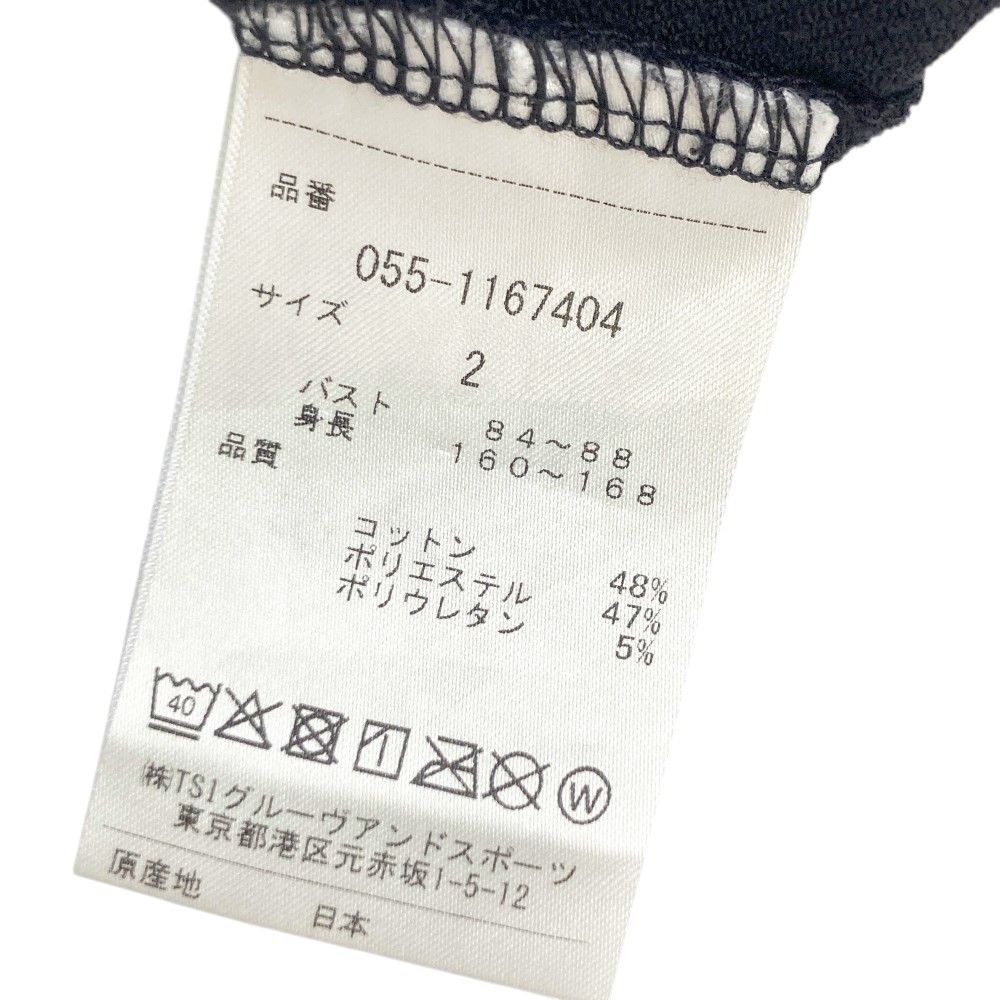 品番
055-1167404
サイズ
2
バスト 84~88
身長 160~168
品質
コットン 48%
ポリエステル 47%
ポリウレタン 5%
40
W
㈱TSIグルーヴアンドスポーツ
東京都港区元赤坂1-5-12
原産地
日本